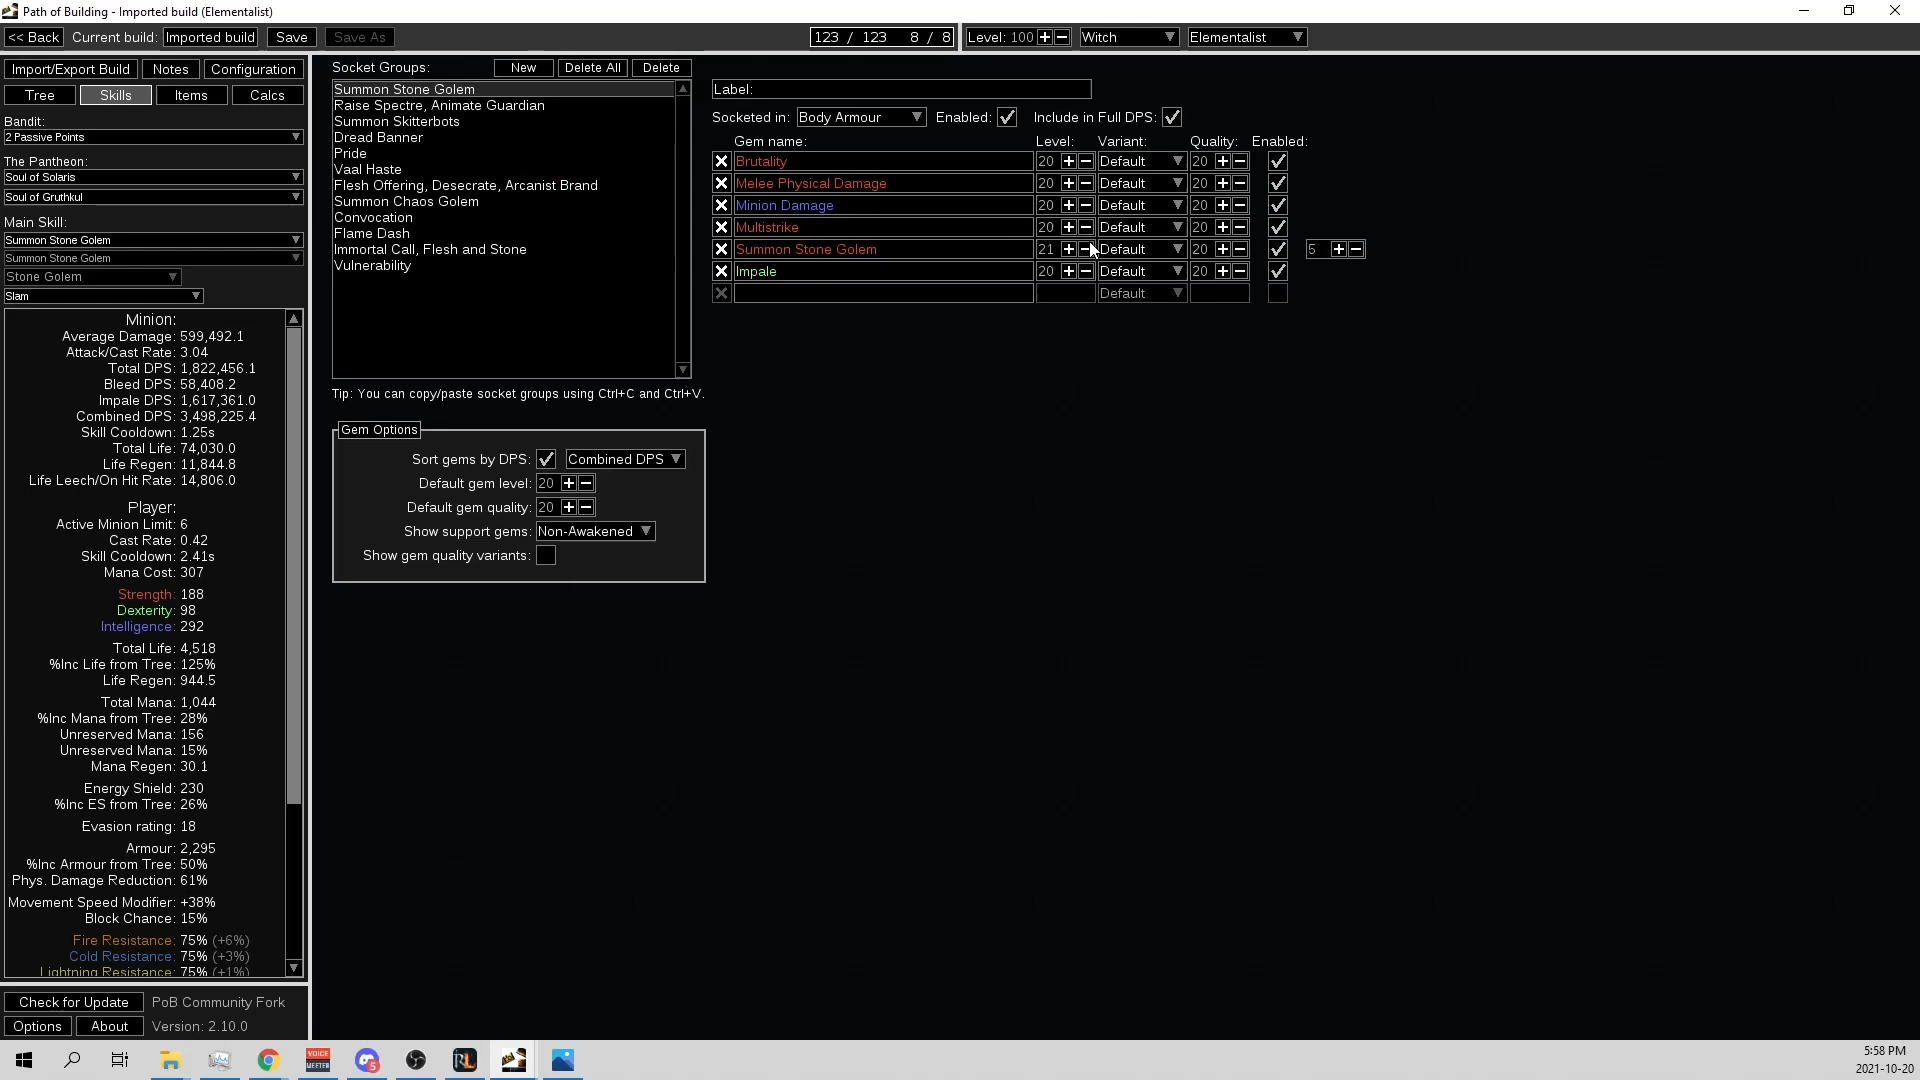 Path of Building - Imported build (Elementalist)
<< Back Current build: Imported build Save Save As 123 / 123 8 / 8 Level: 100 Witch Elementalist
Import/Export Build Notes Configuration
Tree Skills Items Calcs
Bandit:
2 Passive Points
The Pantheon:
Soul of Solaris
Soul of Gruthkul
Main Skill:
Summon Stone Golem
Summon Stone Golem
Stone Golem
Slam
Minion:
Average Damage: 599,492.1
Attack/Cast Rate: 3.04
Total DPS: 1,822,456.1
Bleed DPS: 58,408.2
Impale DPS: 1,617,361.0
Combined DPS: 3,498,225.4
Skill Cooldown: 1.25s
Total Life: 74,030.0
Life Regen: 11,844.8
Life Leech/On Hit Rate: 14,806.0
Player:
Active Minion Limit: 6
Cast Rate: 0.42
Skill Cooldown: 2.41s
Mana Cost: 307
Strength: 188
Dexterity: 98
Intelligence: 292
Total Life: 4,518
%Inc Life from Tree: 125%
Life Regen: 944.5
Total Mana: 1,044
%Inc Mana from Tree: 28%
Unreserved Mana: 156
Unreserved Mana: 15%
Mana Regen: 30.1
Energy Shield: 230
%Inc ES from Tree: 26%
Evasion rating: 18
Armour: 2,295
%Inc Armour from Tree: 50%
Phys. Damage Reduction: 61%
Movement Speed Modifier: +38%
Block Chance: 15%
Fire Resistance: 75% (+6%)
Cold Resistance: 75% (+3%)
Lightning Resistance: 75% (+1%)
Check for Update PoB Community Fork
Options About Version: 2.10.0
Socket Groups: New Delete All Delete
Summon Stone Golem
Raise Spectre, Animate Guardian
Summon Skitterbots
Dread Banner
Pride
Vaal Haste
Flesh Offering, Desecrate, Arcanist Brand
Summon Chaos Golem
Convocation
Flame Dash
Immortal Call, Flesh and Stone
Vulnerability
Tip: You can copy/paste socket groups using Ctrl+C and Ctrl+V.
Gem Options
Sort gems by DPS: Combined DPS
Default gem level: 20
Default gem quality: 20
Show support gems: Non-Awakened
Show gem quality variants:
Label:
Socketed in: Body Armour Enabled: Include in Full DPS:
Gem name: Level: Variant: Quality: Enabled:
Brutality 20 Default 20
Melee Physical Damage 20 Default 20
Minion Damage 20 Default 20
Multistrike 20 Default 20
Summon Stone Golem 21 Default 20 5
Impale 20 Default 20
Default
VOICE
MEETER
5
5:58 PM
2021-10-20